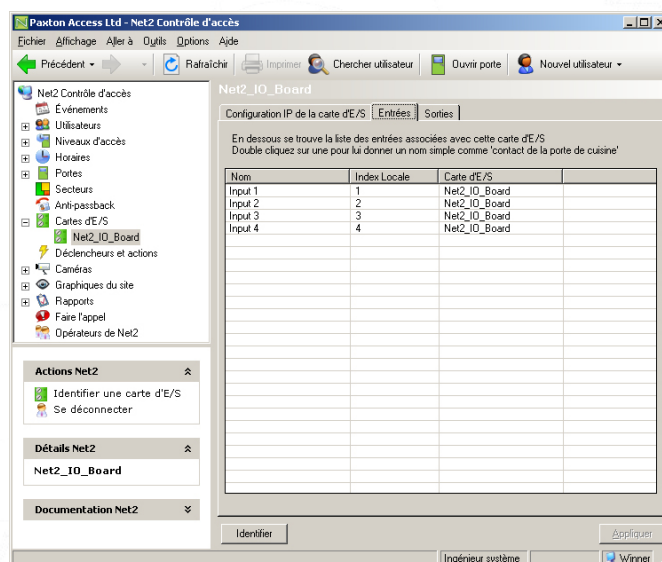 Paxton Access Ltd - Net2 Contrôle d'accès
Fichier Affichage Aller à Outils Options Aide
Précédent Rafraîchir Imprimer Chercher utilisateur Ouvrir porte Nouvel utilisateur
Net2 Contrôle d'accès
Événements
Utilisateurs
Niveaux d'accès
Horaires
Portes
Secteurs
Anti-passback
Cartes d'E/S
Net2_IO_Board
Déclencheurs et actions
Caméras
Graphiques du site
Rapports
Faire l'appel
Opérateurs de Net2
Actions Net2
Identifier une carte d'E/S
Se déconnecter
Détails Net2
Net2_IO_Board
Documentation Net2
Net2_IO_Board
Configuration IP de la carte d'E/S Entrées Sorties
En dessous se trouve la liste des entrées associées avec cette carte d'E/S
Double cliquez sur une pour lui donner un nom simple comme 'contact de la porte de cuisine'
Nom Index Locale Carte d'E/S
Input 1 1 Net2_IO_Board
Input 2 2 Net2_IO_Board
Input 3 3 Net2_IO_Board
Input 4 4 Net2_IO_Board
Identifier Appliquer
Ingénieur système Winner